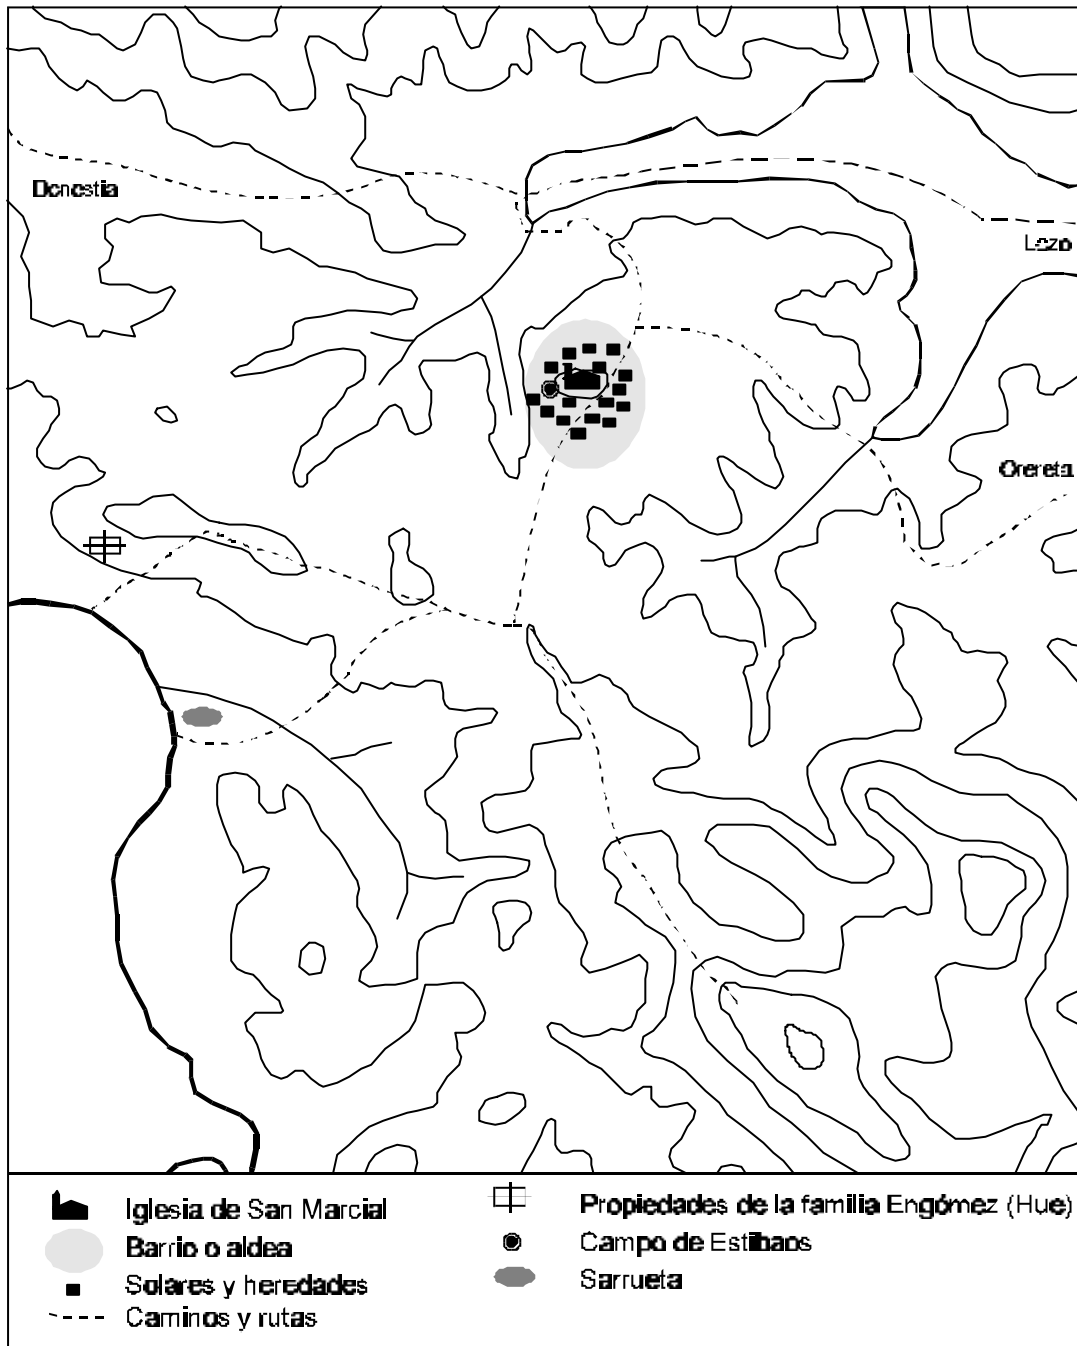 Donostia
Lezo
Orereta
Iglesia de San Marcial
Barrio o aldea
Solares y heredades
Caminos y rutas
Propiedades de la familia Engómez (Hue)
Campo de Estibaos
Sarrueta